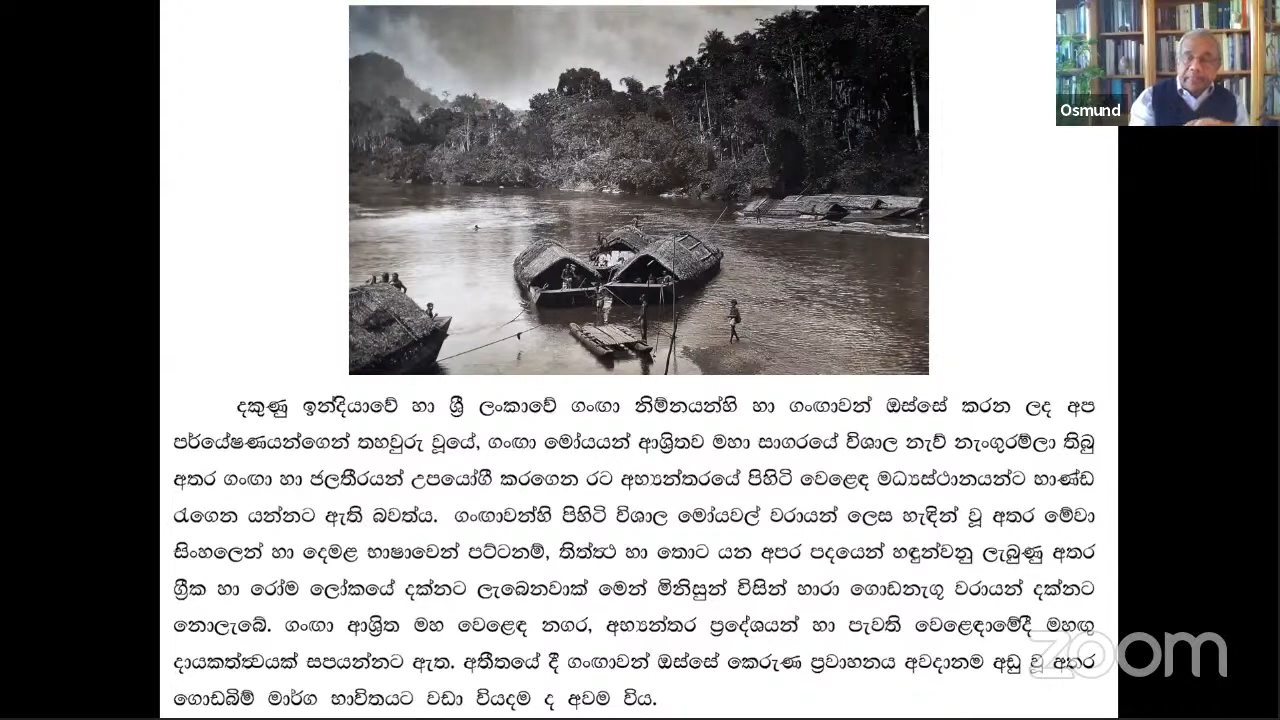 Osmund
දකුණු ඉන්දියාවේ හා ශ්‍රී ලංකාවේ ගංඟා නිම්නයන්හි හා ගංඟාවන් ඔස්සේ කරන ලද අප
පර්යේෂණයන්ගෙන් තහවුරු වූයේ, ගංඟා මෝයයන් ආශ්‍රිතව මහා සාගරයේ විශාල නැව් නැංගුරම්ලා තිබු
අතර ගංඟා හා ජලතීරයන් උපයෝගී කරගෙන රට අභ්‍යන්තරයේ පිහිටි වෙළෙඳ මධ්‍යස්ථානයන්ට භාණ්ඩ
රැගෙන යන්නට ඇති බවත්ය. ගංඟාවන්හි පිහිටි විශාල මෝයවල් වරායන් ලෙස හැඳින් වූ අතර මේවා
සිංහලෙන් හා දෙමළ භාෂාවෙන් පට්ටනම්, තිත්ථ හා තොට යන අපර පදයෙන් හඳුන්වනු ලැබුණු අතර
ග්‍රීක හා රෝම ලෝකයේ දක්නට ලැබෙනවාක් මෙන් මිනිසුන් විසින් හාරා ගොඩනැගූ වරායන් දක්නට
නොලැබේ. ගංඟා ආශ්‍රිත මහ වෙළෙඳ නගර, අභ්‍යන්තර ප්‍රදේශයන් හා පැවති වෙළෙඳාමේදී මහඟු
දායකත්ත්වයක් සපයන්නට ඇත. අතීතයේ දී ගංඟාවන් ඔස්සේ කෙරුණ ප්‍රවාහනය අවදානම අඩු වූ අතර
ගොඩබිම් මාර්ග භාවිතයට වඩා වියදම ද අවම විය.
zoom